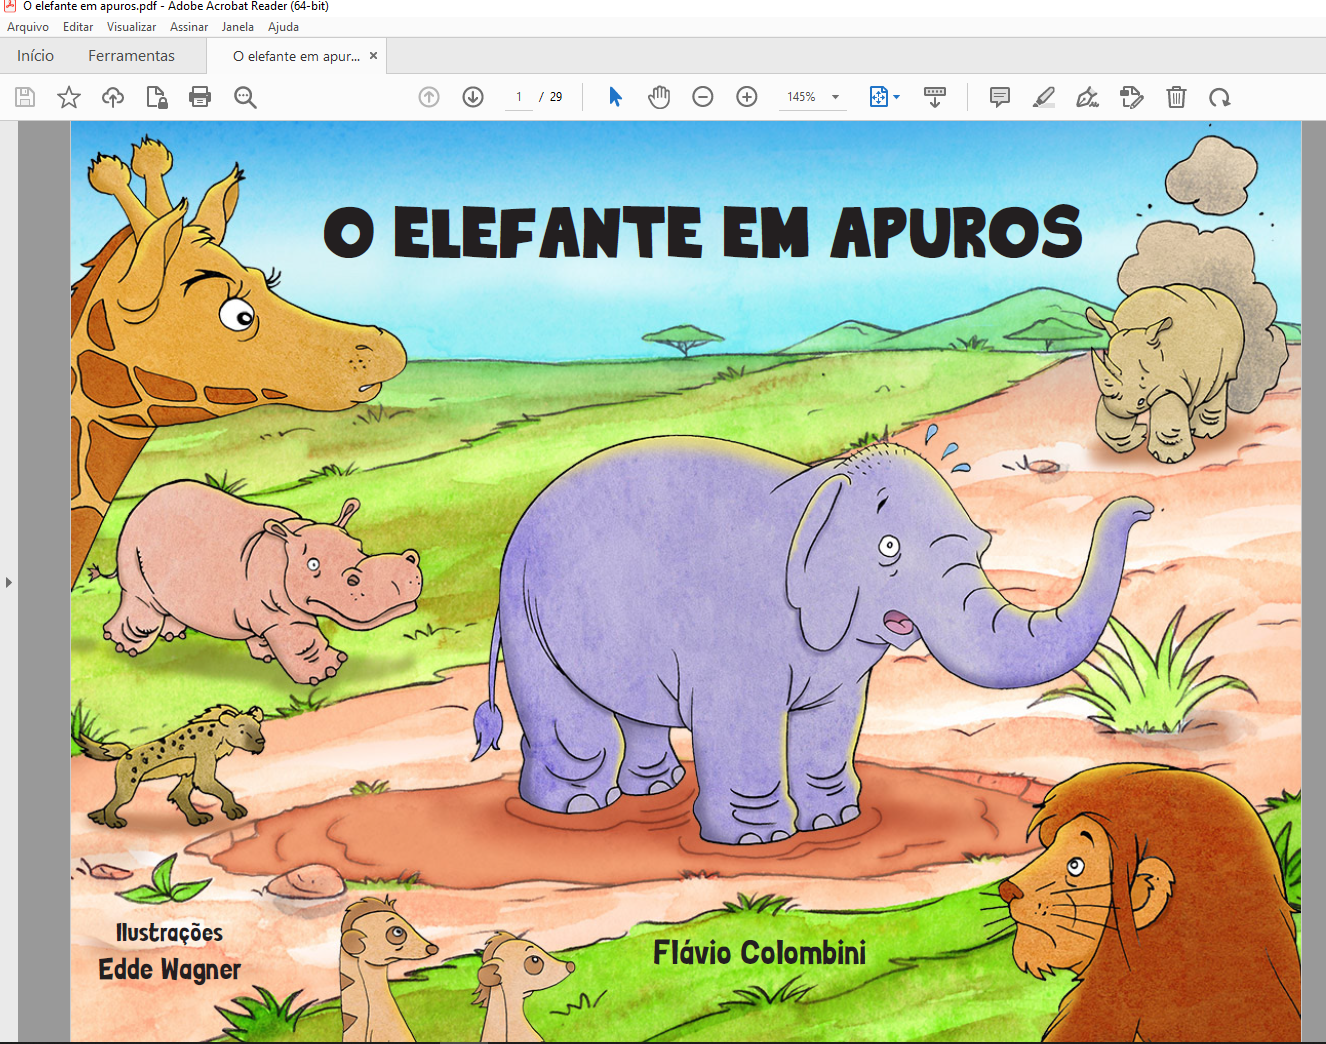 O elefante em apuros.pdf - Adobe Acrobat Reader (64-bit)
Arquivo Editar Visualizar Assinar Janela Ajuda
Início Ferramentas O elefante em apur... ×
1 / 29 145%
O ELEFANTE EM APUROS
Ilustrações
Edde Wagner
Flávio Colombini